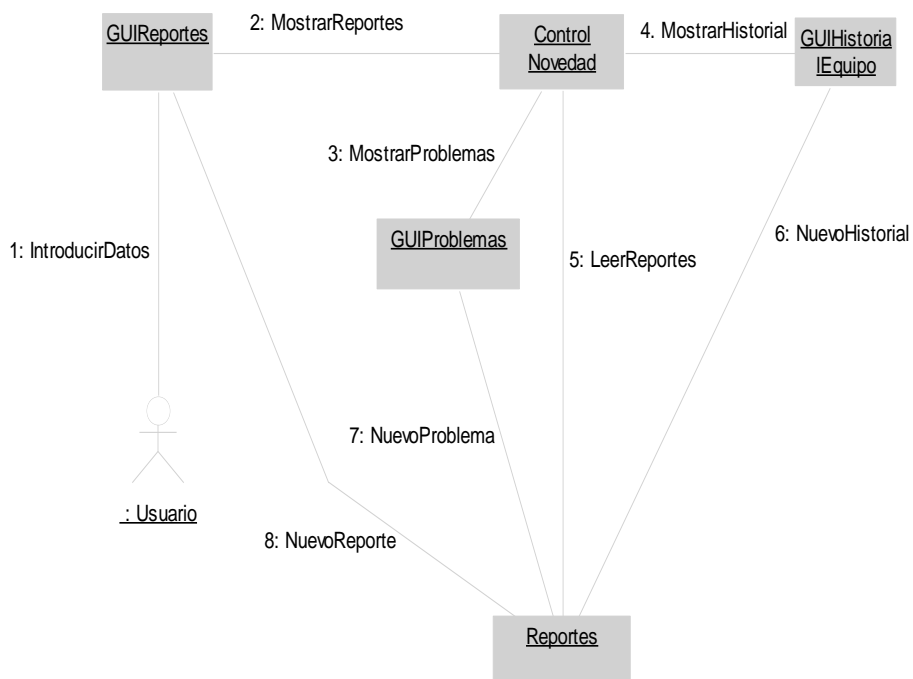 2: MostrarReportes
4. MostrarHistorial
GUIReportes
Control
Novedad
GUIHistoria
lEquipo
3: MostrarProblemas
GUIProblemas
6: NuevoHistorial
1: IntroducirDatos
5: LeerReportes
7: NuevoProblema
_: Usuario
8: NuevoReporte
Reportes